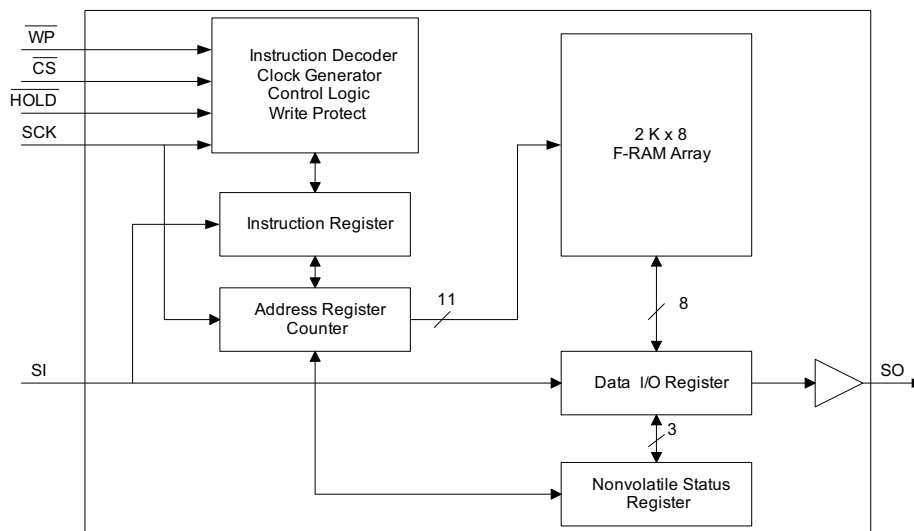 WP
CS
HOLD
SCK
Instruction Decoder
Clock Generator
Control Logic
Write Protect
2 K x 8
F-RAM Array
Instruction Register
Address Register
Counter
11
8
SI
Data I/O Register
SO
3
Nonvolatile Status
Register